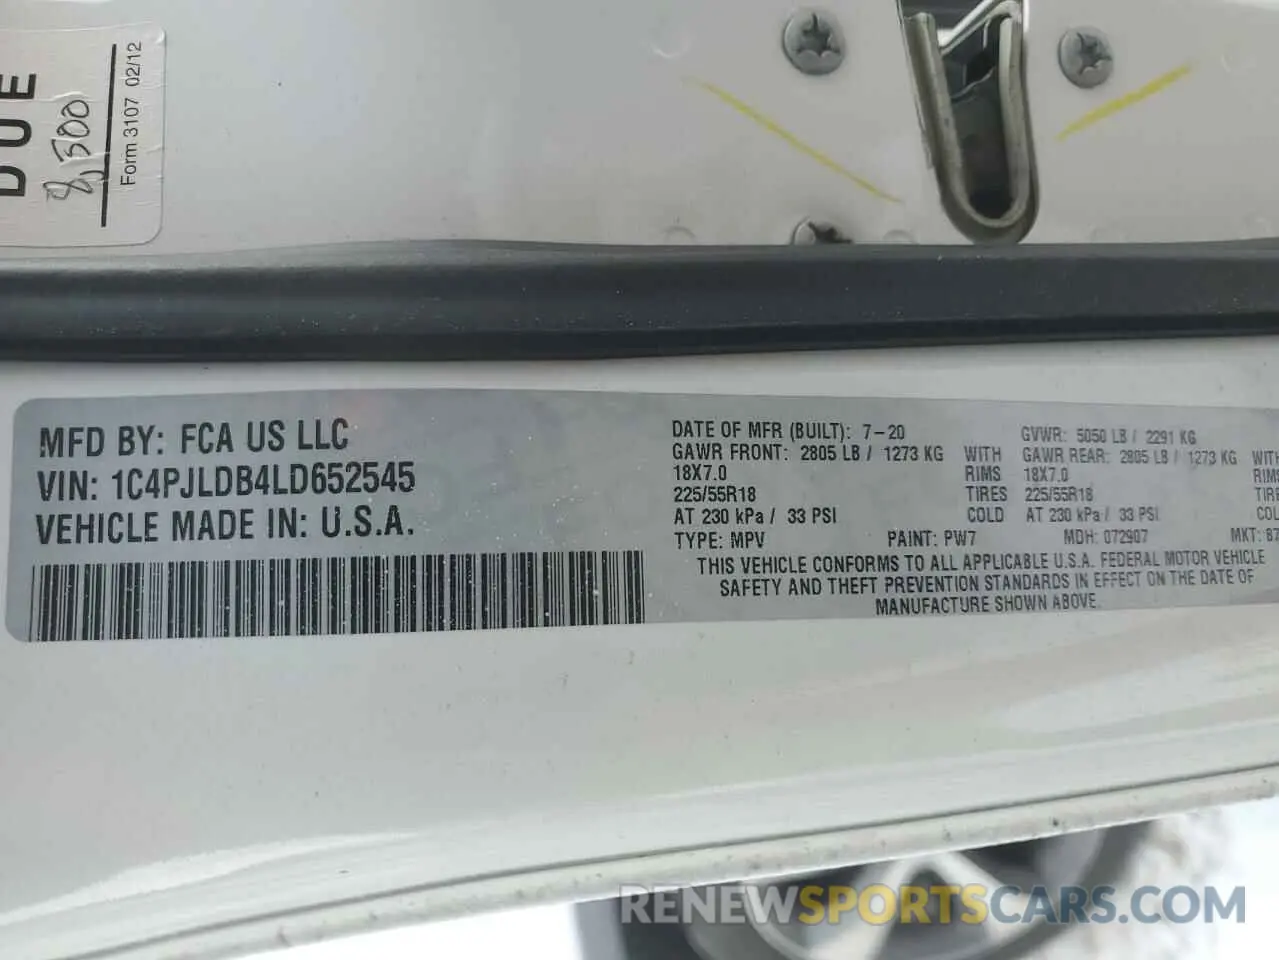 DUE
8,500
Form 3107 02/12
MFD BY: FCA US LLC
VIN: 1C4PJLDB4LD652545
VEHICLE MADE IN: U.S.A.
DATE OF MFR (BUILT): 7-20 GVWR: 5050 LB / 2291 KG
GAWR FRONT: 2805 LB / 1273 KG WITH GAWR REAR: 2805 LB / 1273 KG WITH
18X7.0 RIMS 18X7.0 RIMS
225/55R18 TIRES 225/55R18
AT 230 kPa / 33 PSI COLD AT 230 kPa / 33 PSI
TYPE: MPV PAINT: PW7 MDH: 072907 MKT: 87
THIS VEHICLE CONFORMS TO ALL APPLICABLE U.S.A. FEDERAL MOTOR VEHICLE
SAFETY AND THEFT PREVENTION STANDARDS IN EFFECT ON THE DATE OF
MANUFACTURE SHOWN ABOVE.
RENEWSPORTSCARS.COM